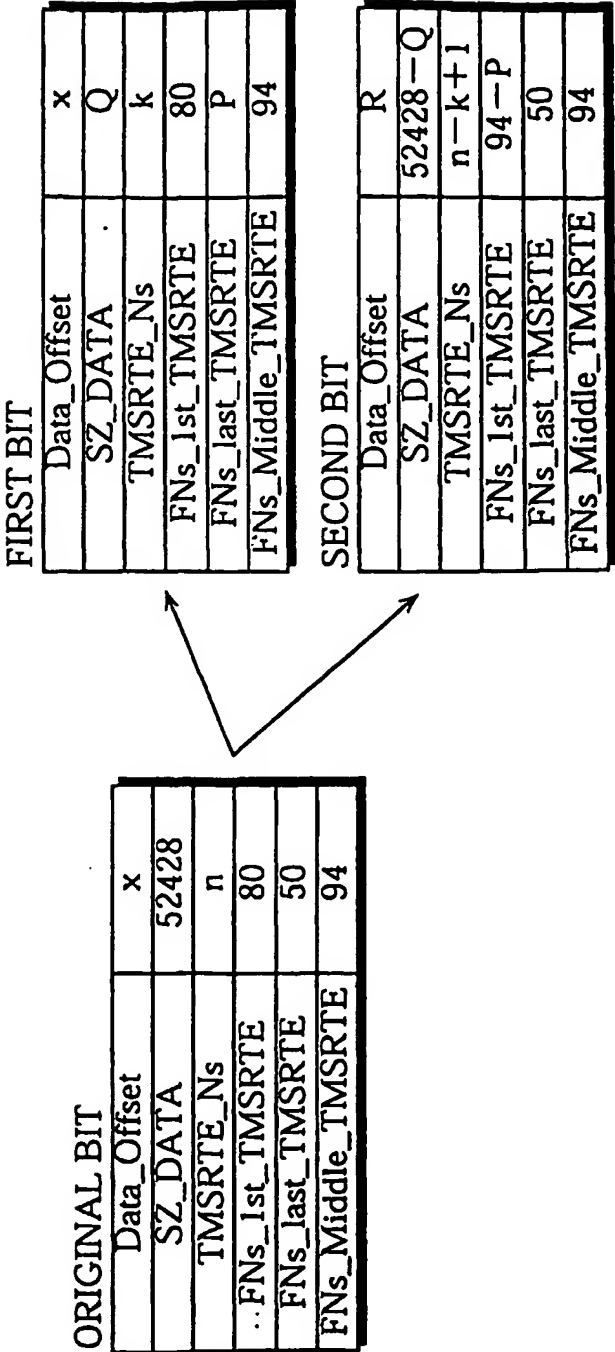 ORIGINAL BIT
Data_Offset x
SZ_DATA 52428
TMSRTE_Ns n
..FNs_1st_TMSRTE 80
FNs_last_TMSRTE 50
FNs_Middle_TMSRTE 94
FIRST BIT
Data_Offset x
SZ_DATA Q
TMSRTE_Ns k
FNs_1st_TMSRTE 80
FNs_last_TMSRTE P
FNs_Middle_TMSRTE 94
SECOND BIT
Data_Offset R
SZ_DATA 52428-Q
TMSRTE_Ns n-k+1
FNs_1st_TMSRTE 94-P
FNs_last_TMSRTE 50
FNs_Middle_TMSRTE 94